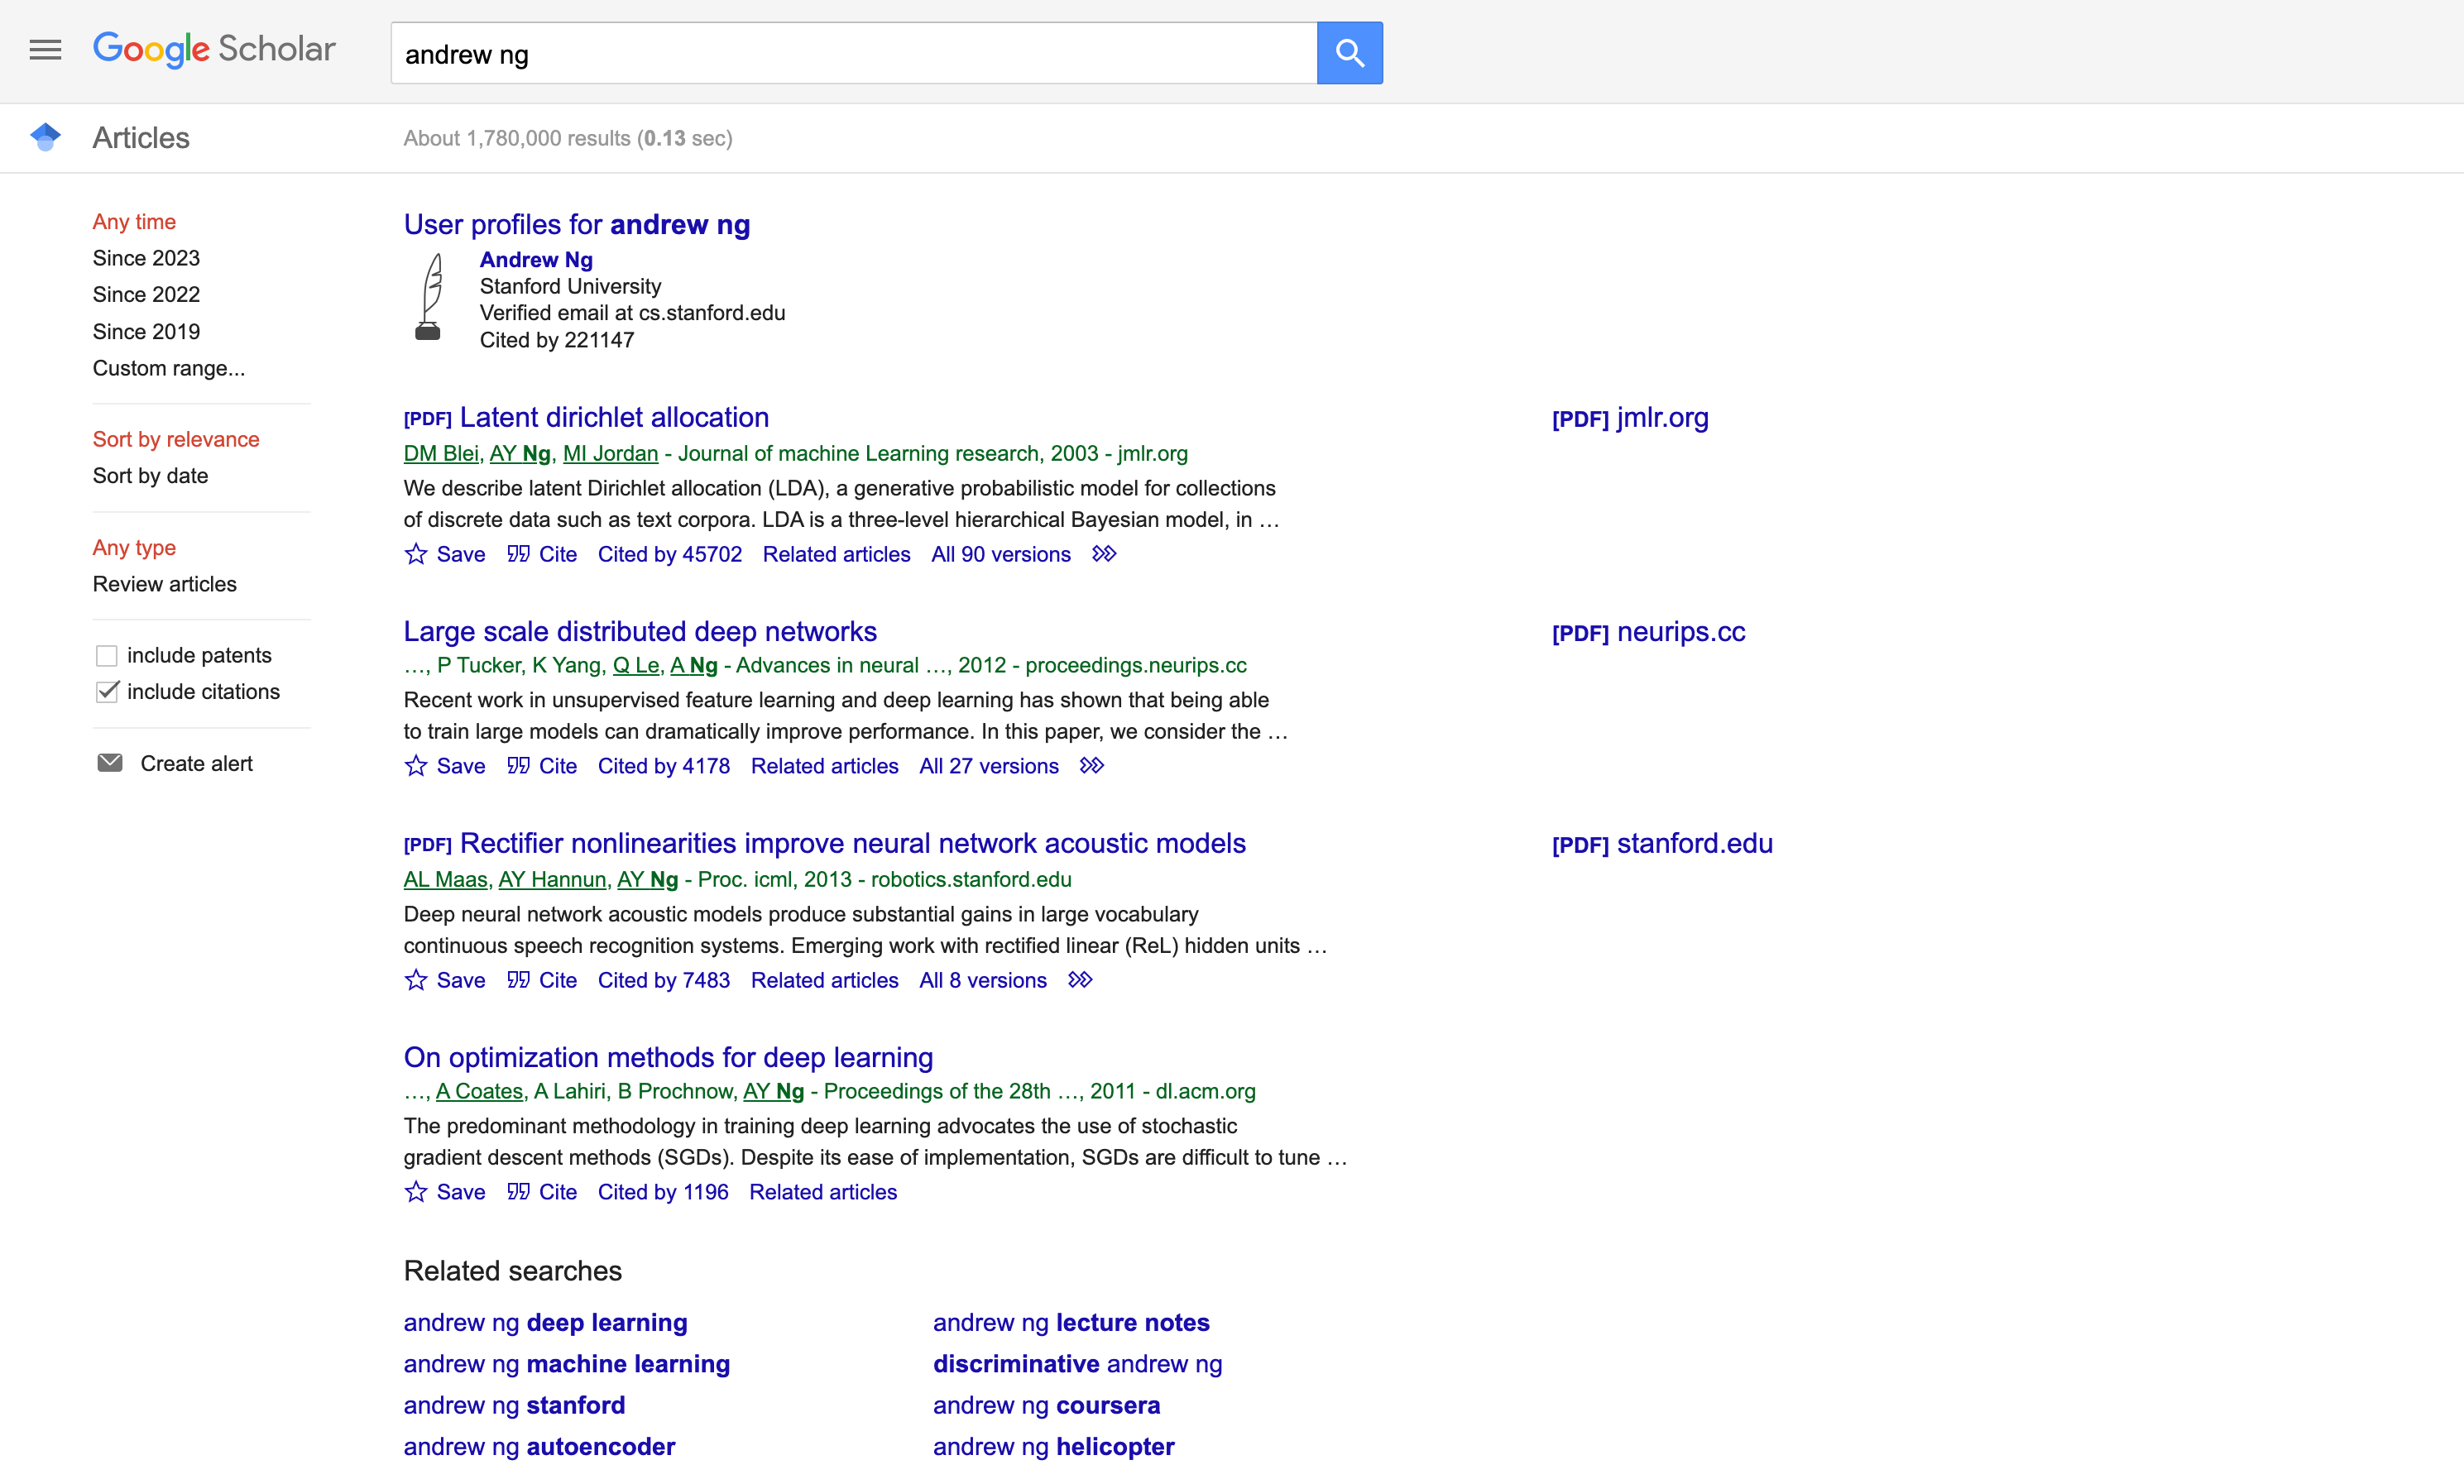 Google Scholar
andrew ng
Articles
About 1,780,000 results (0.13 sec)
Any time
Since 2023
Since 2022
Since 2019
Custom range...
Sort by relevance
Sort by date
Any type
Review articles
include patents
include citations
Create alert
User profiles for andrew ng
Andrew Ng
Stanford University
Verified email at cs.stanford.edu
Cited by 221147
[PDF] Latent dirichlet allocation
[PDF] jmlr.org
DM Blei, AY Ng, MI Jordan - Journal of machine Learning research, 2003 - jmlr.org
We describe latent Dirichlet allocation (LDA), a generative probabilistic model for collections
of discrete data such as text corpora. LDA is a three-level hierarchical Bayesian model, in …
Save Cite Cited by 45702 Related articles All 90 versions
Large scale distributed deep networks
[PDF] neurips.cc
…, P Tucker, K Yang, Q Le, A Ng - Advances in neural …, 2012 - proceedings.neurips.cc
Recent work in unsupervised feature learning and deep learning has shown that being able
to train large models can dramatically improve performance. In this paper, we consider the …
Save Cite Cited by 4178 Related articles All 27 versions
[PDF] Rectifier nonlinearities improve neural network acoustic models
[PDF] stanford.edu
AL Maas, AY Hannun, AY Ng - Proc. icml, 2013 - robotics.stanford.edu
Deep neural network acoustic models produce substantial gains in large vocabulary
continuous speech recognition systems. Emerging work with rectified linear (ReL) hidden units …
Save Cite Cited by 7483 Related articles All 8 versions
On optimization methods for deep learning
…, A Coates, A Lahiri, B Prochnow, AY Ng - Proceedings of the 28th …, 2011 - dl.acm.org
The predominant methodology in training deep learning advocates the use of stochastic
gradient descent methods (SGDs). Despite its ease of implementation, SGDs are difficult to tune …
Save Cite Cited by 1196 Related articles
Related searches
andrew ng deep learning
andrew ng lecture notes
andrew ng machine learning
discriminative andrew ng
andrew ng stanford
andrew ng coursera
andrew ng autoencoder
andrew ng helicopter